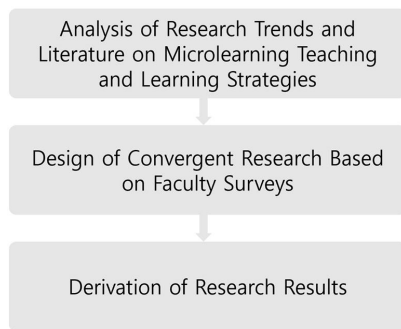 Analysis of Research Trends and
Literature on Microlearning Teaching
and Learning Strategies
Design of Convergent Research Based
on Faculty Surveys
Derivation of Research Results